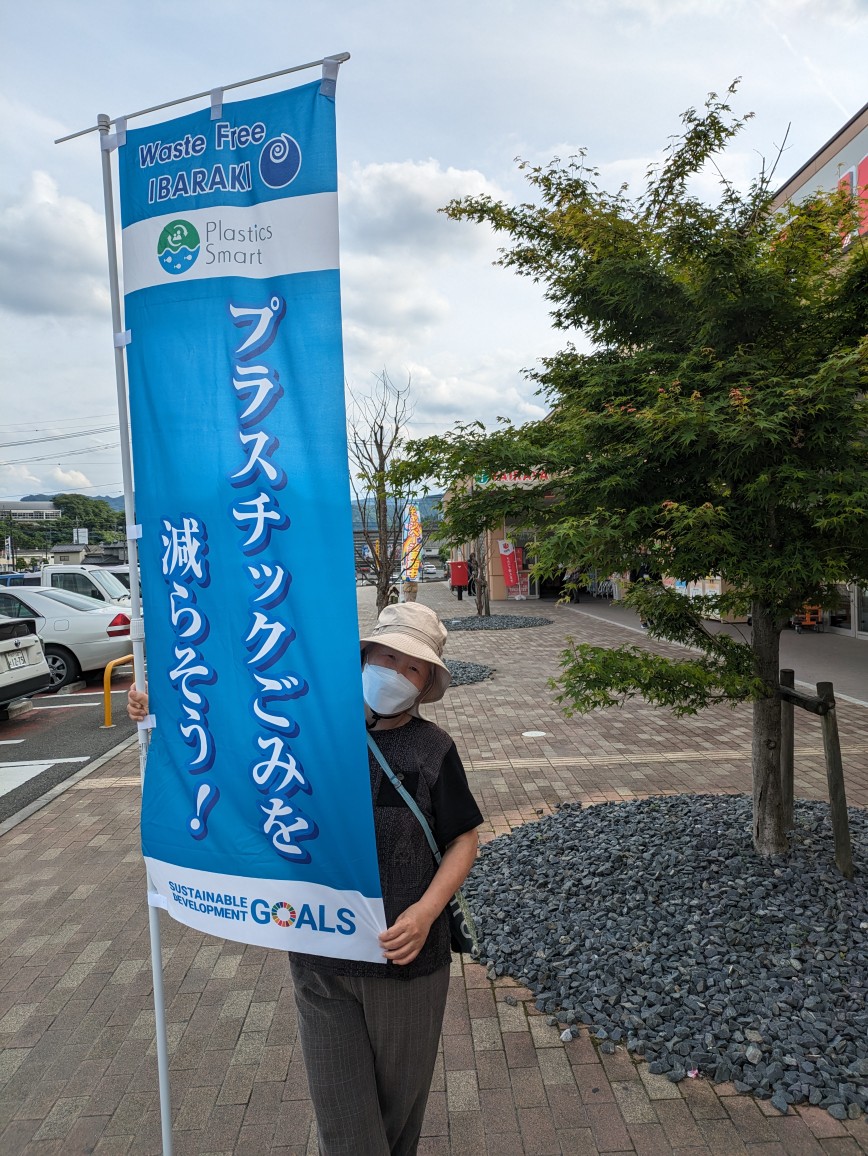 Waste Free
IBARAKI
Plastics
Smart
プラスチックごみを
減らそう!
SUSTAINABLE
DEVELOPMENT
GOALS